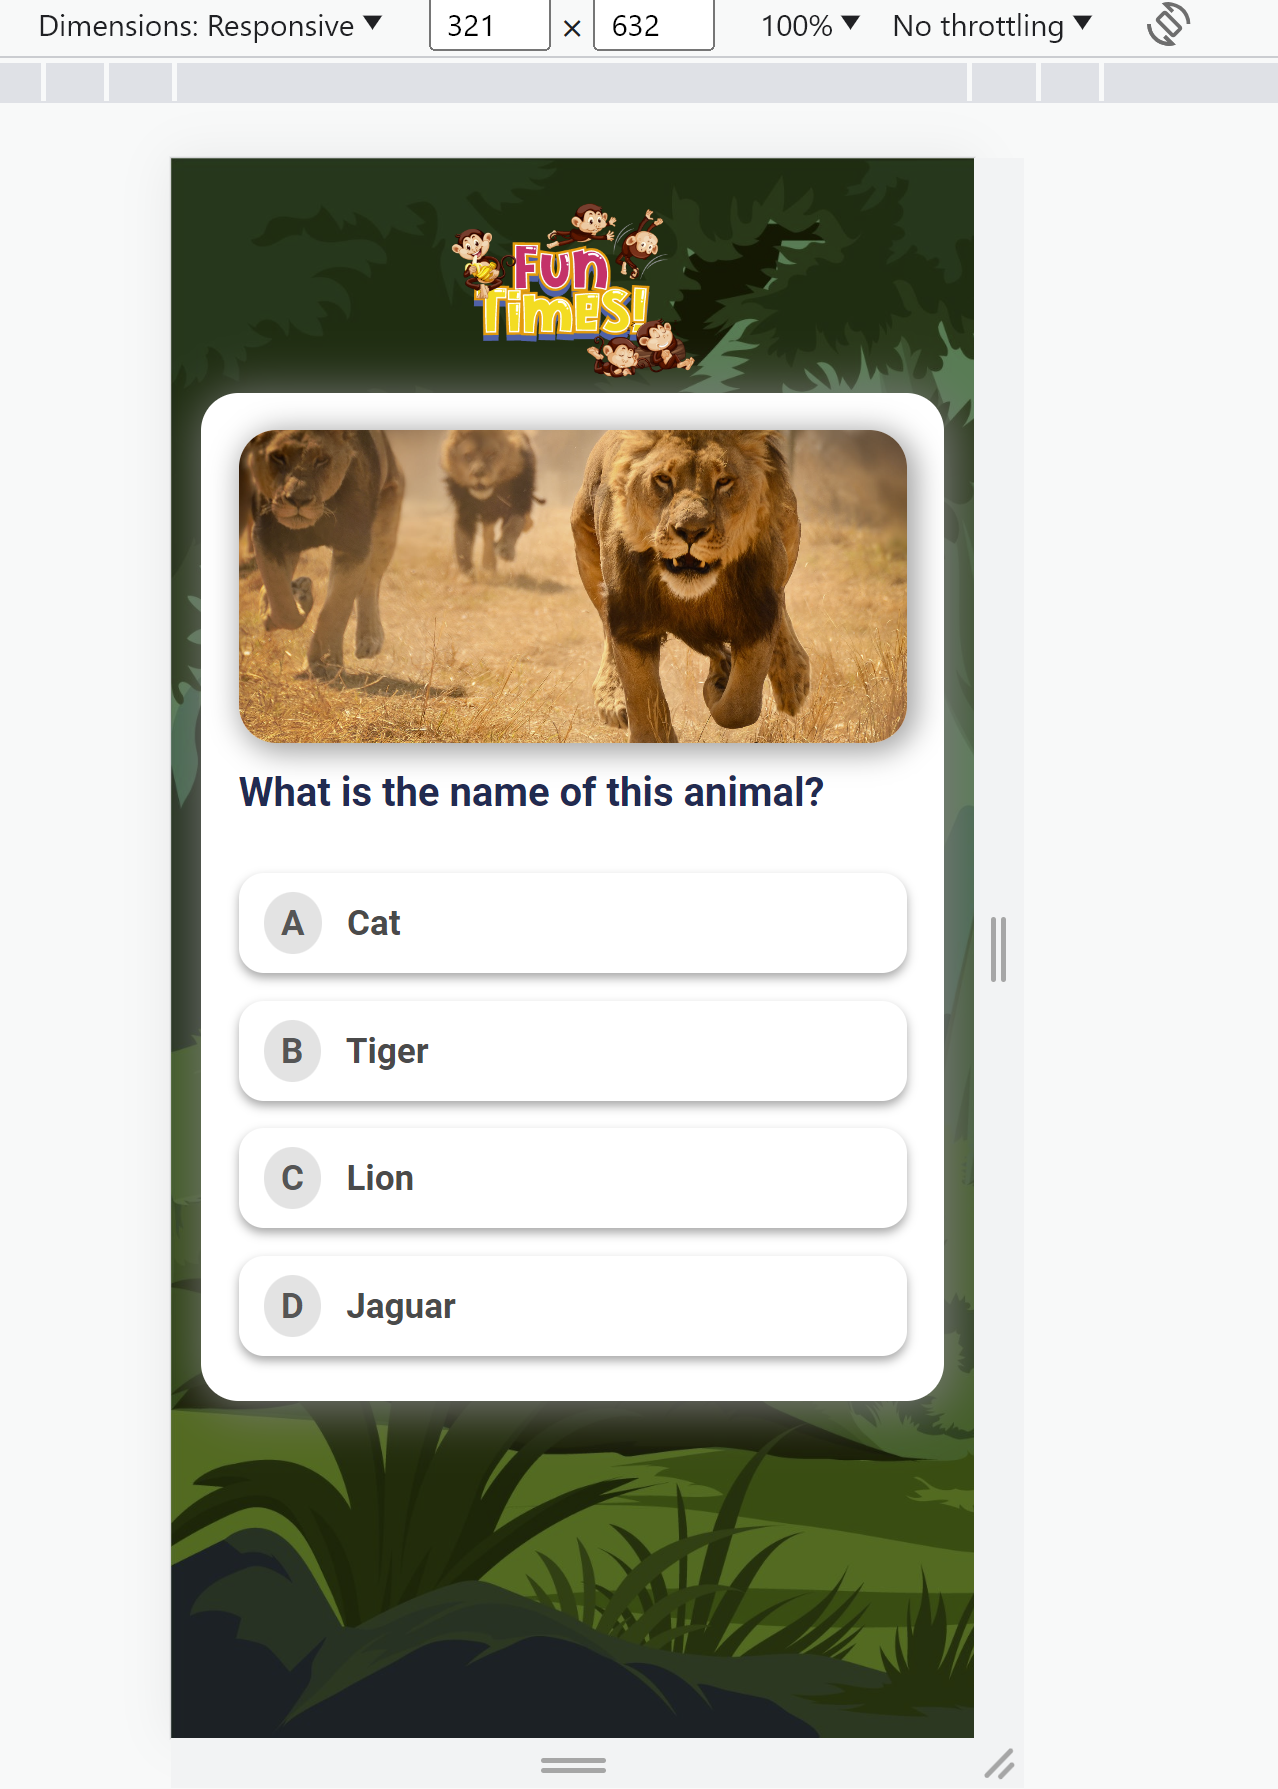 Dimensions: Responsive 321 × 632 100% No throttling
Fun
Times!
What is the name of this animal?
A Cat
B Tiger
C Lion
D Jaguar